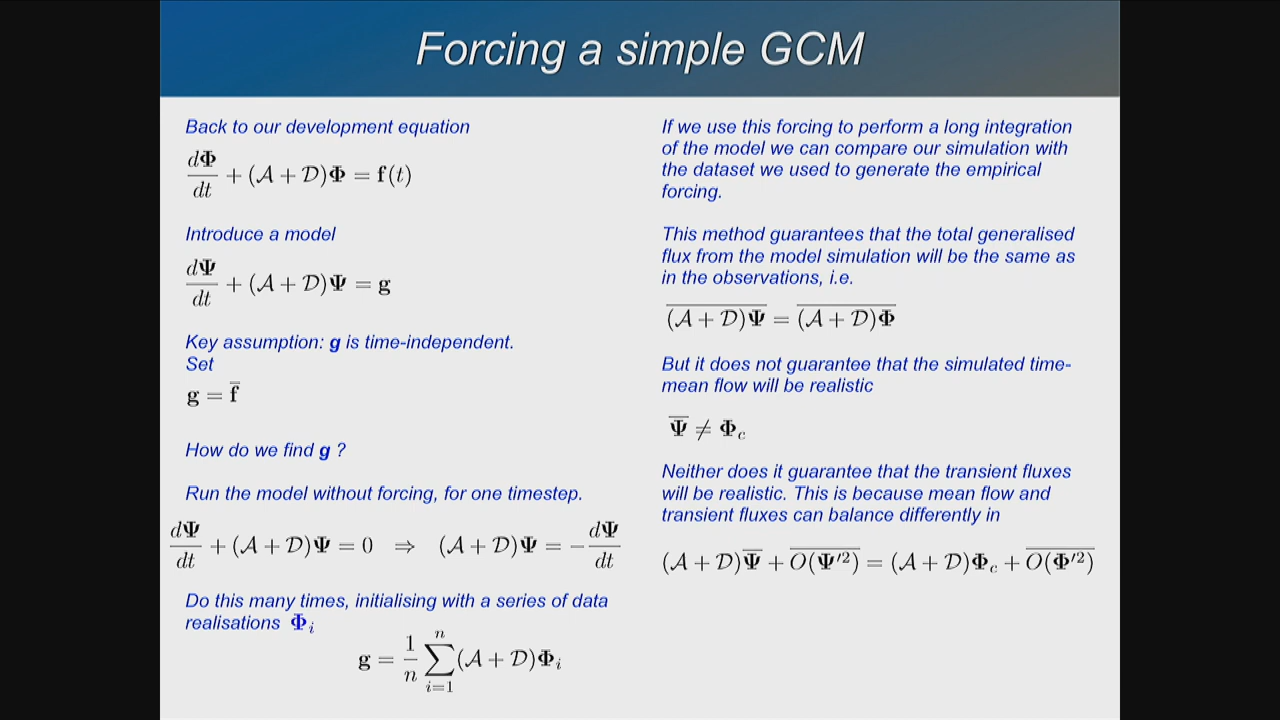 Forcing a simple GCM
Back to our development equation
dΦ/dt + (𝒜 + 𝒟)Φ = f(t)
Introduce a model
dΨ/dt + (𝒜 + 𝒟)Ψ = g
Key assumption: g is time-independent.
Set
g = f̅
How do we find g ?
Run the model without forcing, for one timestep.
dΨ/dt + (𝒜 + 𝒟)Ψ = 0 ⇒ (𝒜 + 𝒟)Ψ = −dΨ/dt
Do this many times, initialising with a series of data
realisations Φᵢ
g = 1/n ∑_{i=1}^{n} (𝒜 + 𝒟)Φᵢ
If we use this forcing to perform a long integration
of the model we can compare our simulation with
the dataset we used to generate the empirical
forcing.
This method guarantees that the total generalised
flux from the model simulation will be the same as
in the observations, i.e.
\overline{(𝒜 + 𝒟)Ψ} = \overline{(𝒜 + 𝒟)Φ}
But it does not guarantee that the simulated time-
mean flow will be realistic
\overline{Ψ} ≠ Φ_c
Neither does it guarantee that the transient fluxes
will be realistic. This is because mean flow and
transient fluxes can balance differently in
(𝒜 + 𝒟)\overline{Ψ} + \overline{O(Ψ′²)} = (𝒜 + 𝒟)Φ_c + \overline{O(Φ′²)}